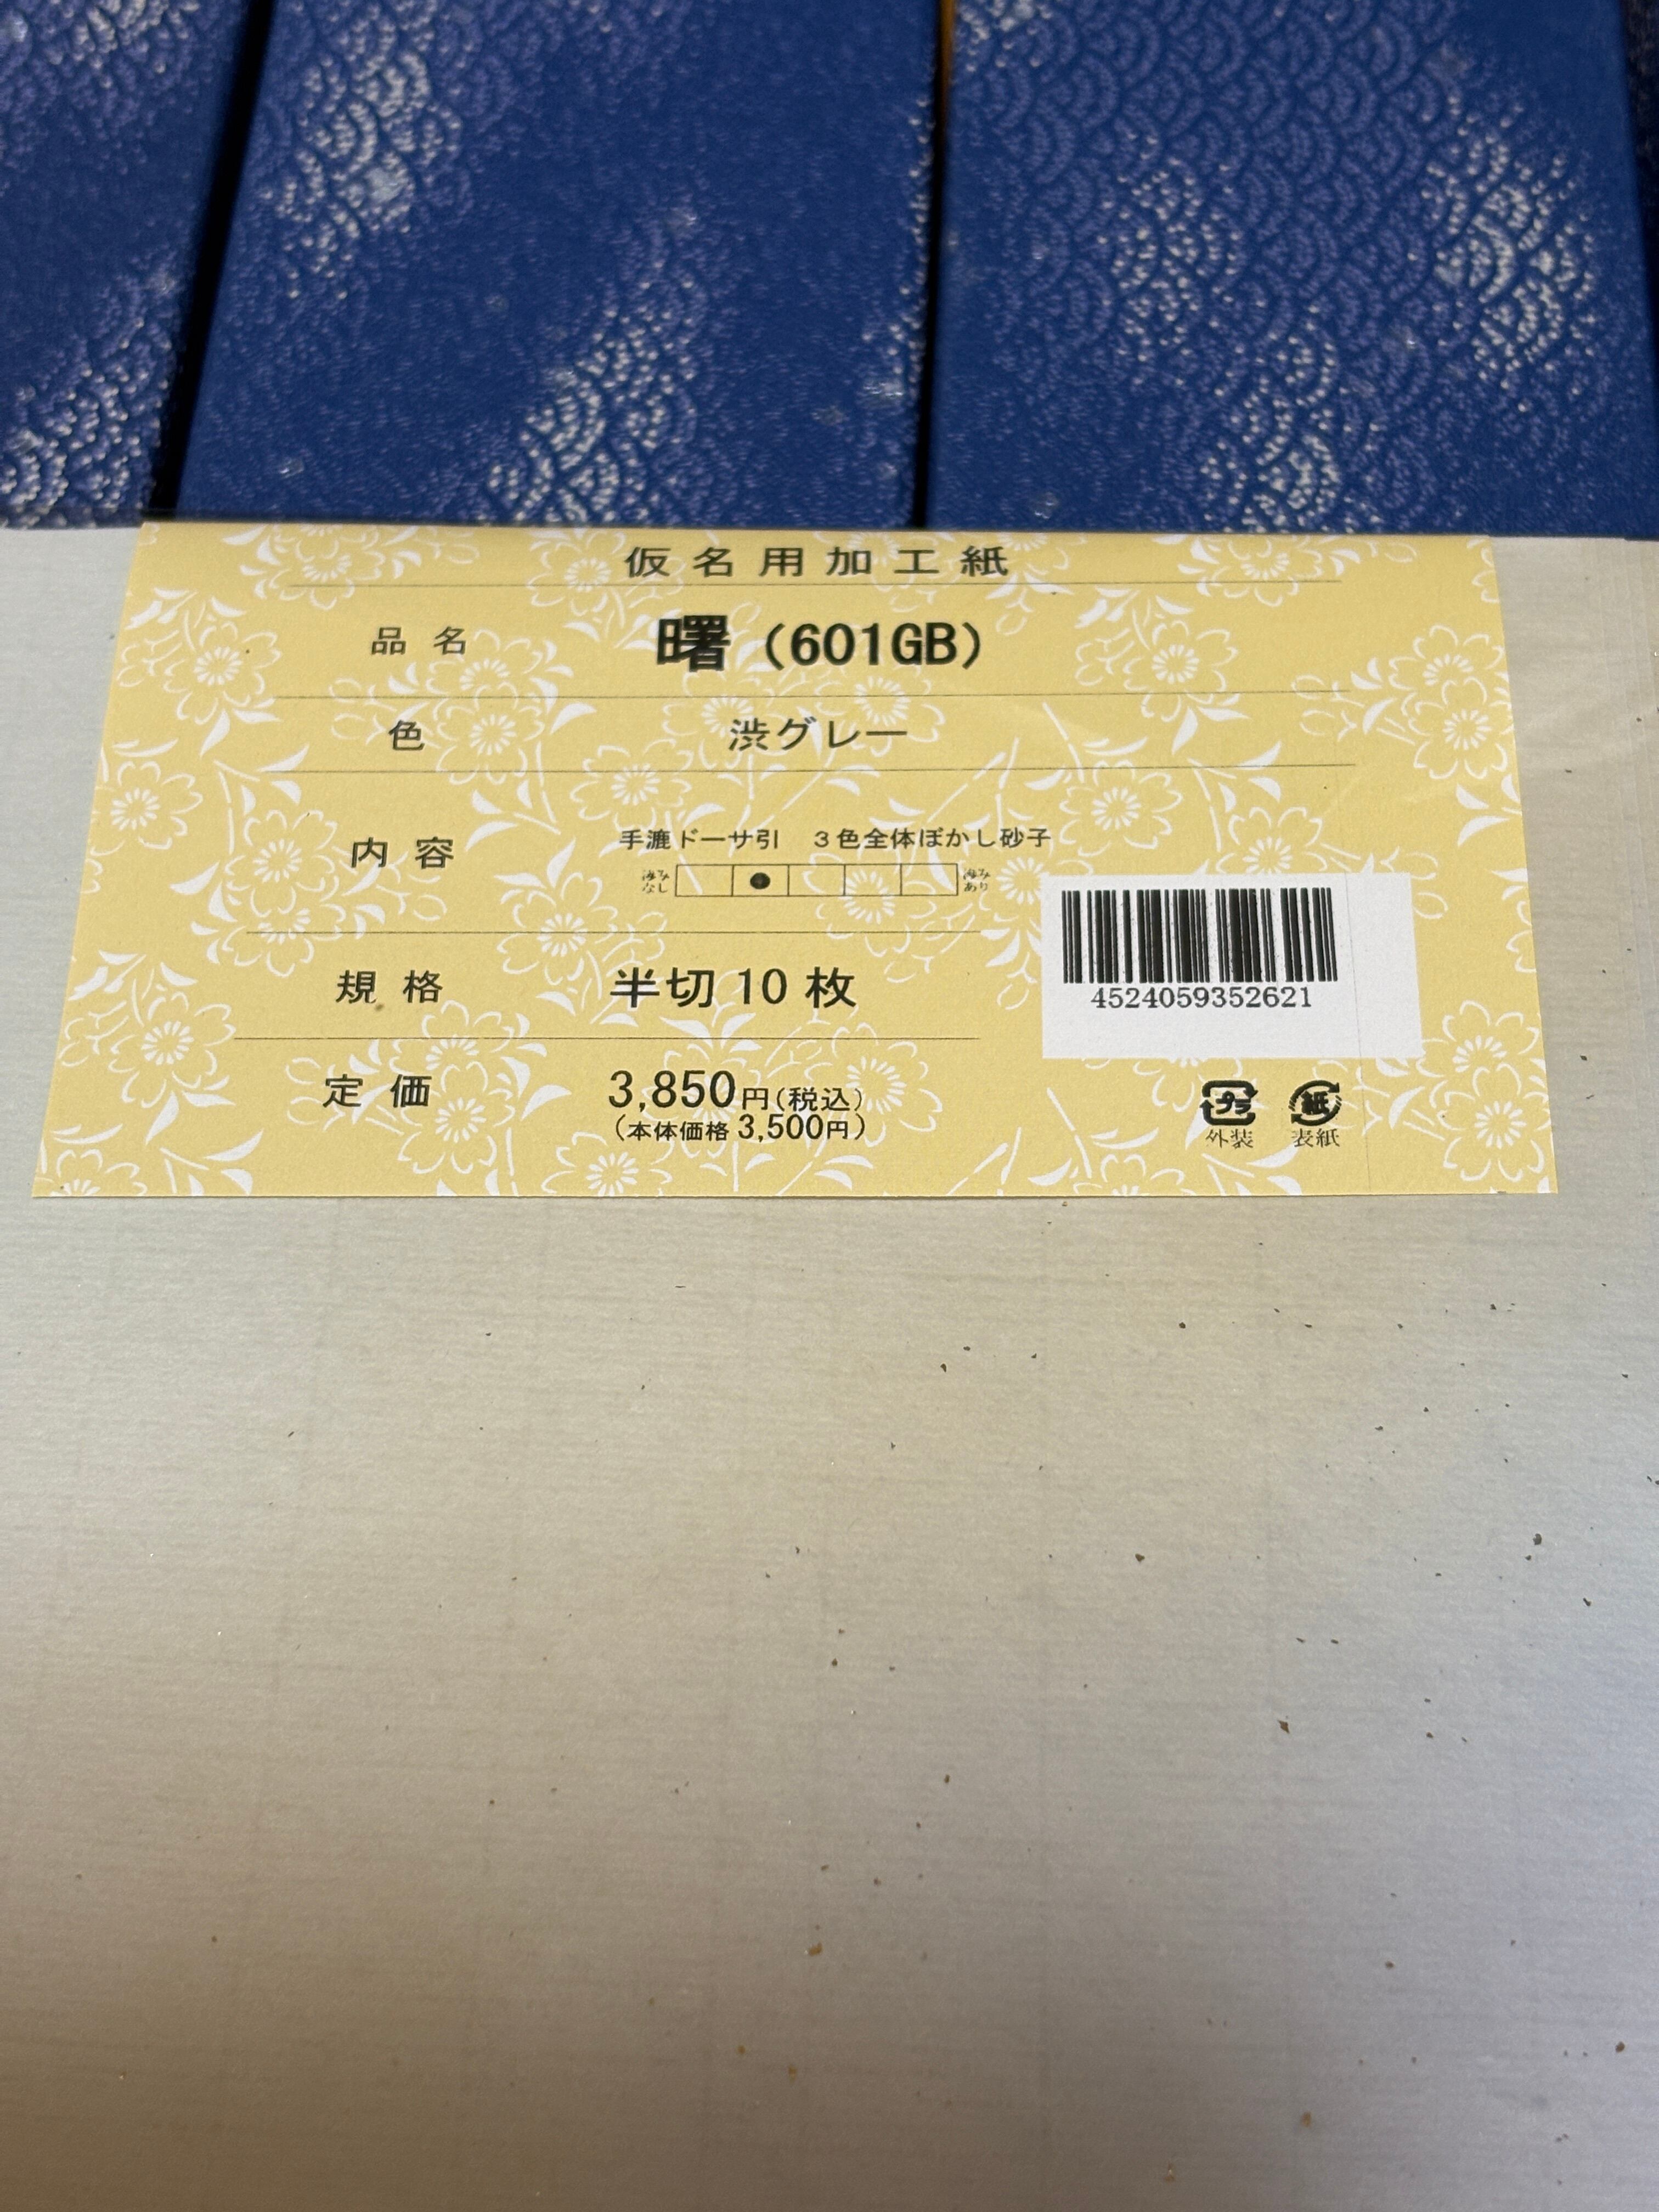 仮名用加工紙
品名 曙（601GB）
色 渋グレー
内容 手漉ドーサ引 3色全体ぼかし砂子
滲み なし 滲み あり
規格 半切10枚
4524059352621
定価 3,850円(税込)
（本体価格 3,500円）
プラ 紙
外装 表紙